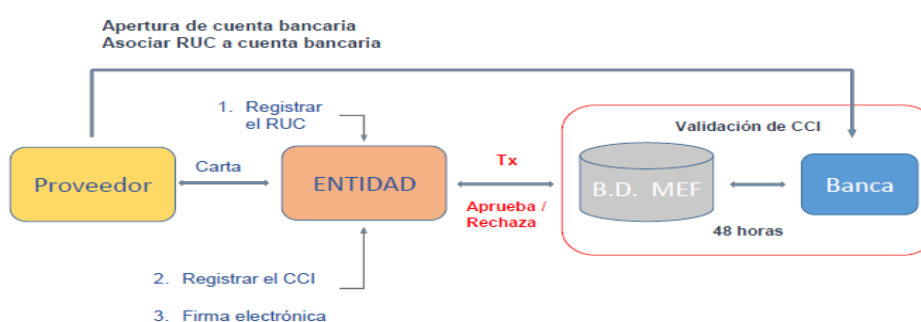 Apertura de cuenta bancaria
Asociar RUC a cuenta bancaria
1. Registrar
el RUC
Validación de CCI
Proveedor
Carta
ENTIDAD
Tx
Aprueba /
Rechaza
B.D. MEF
Banca
48 horas
2. Registrar el CCI
3. Firma electrónica